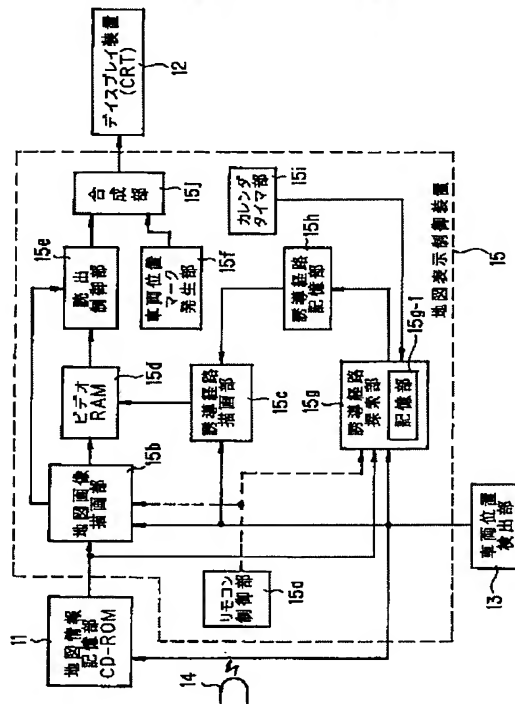 11
地図情報
記憶部
CD-ROM
14
地図画像
描画部
15b
ビデオ
RAM
15d
読出
制御部
15e
合成部
15j
ディスプレイ装置
(CRT)
12
車両位置
マーク
発生部
15f
リモコン
制御部
15a
誘導経路
描画部
15c
誘導経路
記憶部
15h
カレンダ
タイマ部
15i
誘導経路
探索部
15g
記憶部
15g-1
車両位置
検出部
13
地図表示制御装置
15